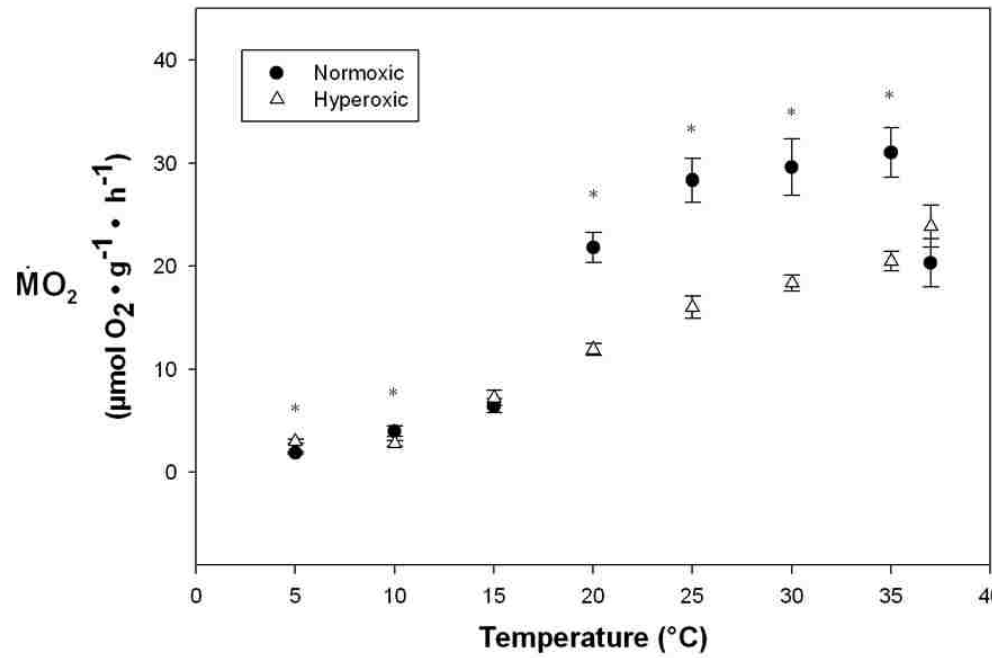 40
30
20
10
0
Normoxic
Hyperoxic
*
*
*
*
*
*
ṀO₂
(µmol O₂ • g⁻¹ • h⁻¹)
0 5 10 15 20 25 30 35 40
Temperature (°C)